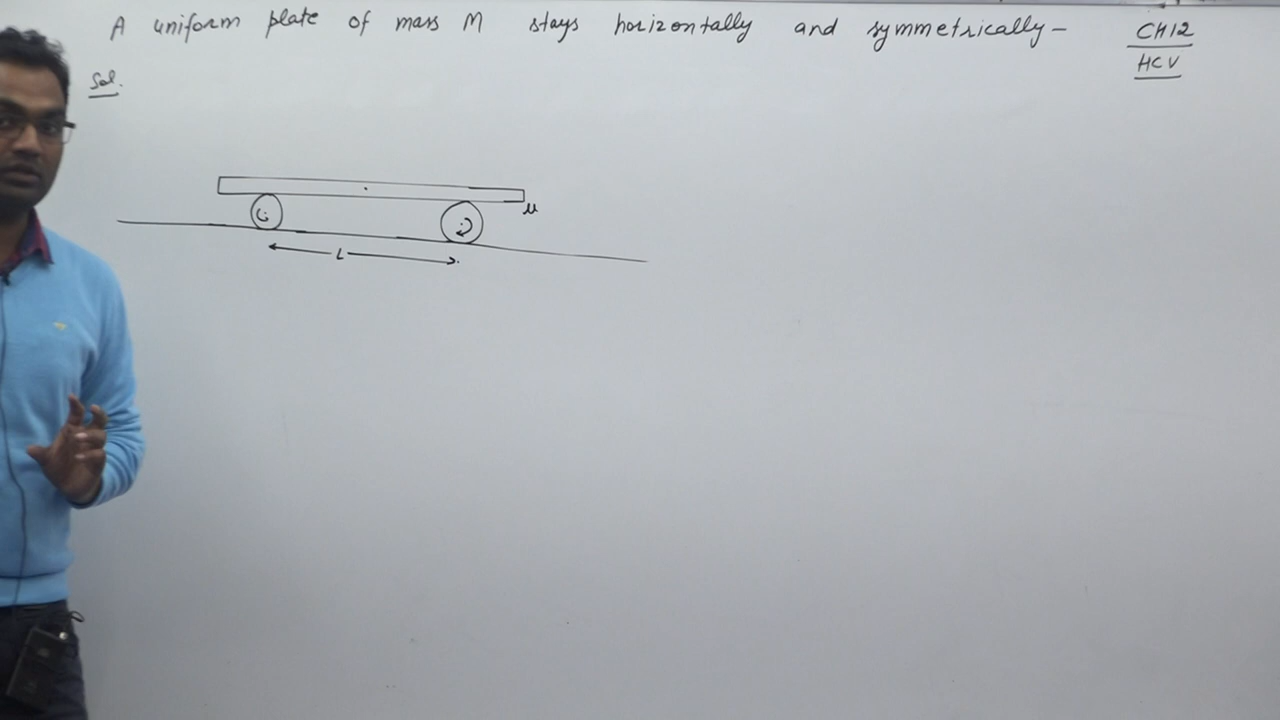 A uniform plate of mass M stays horizontally and symmetrically -
CH12
HCV
Sol.
μ
L